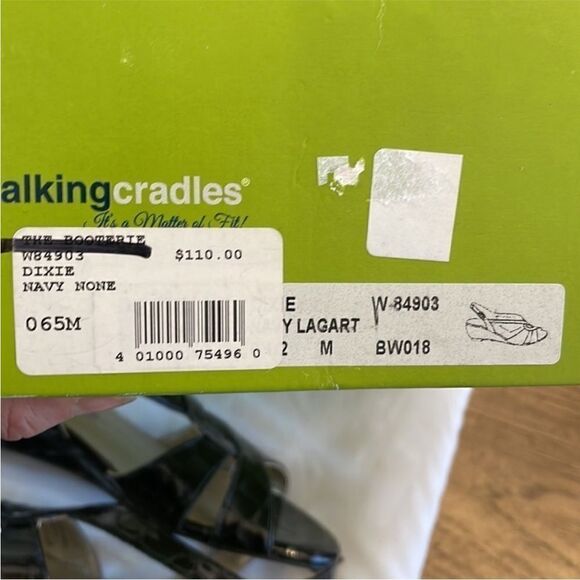 alkingcradles®
It's a Matter of Fit!
THE BOOTERIE
W84903 $110.00
DIXIE
NAVY NONE
065M
4 01000 75496 0
E W 84903
Y LAGART
2 M BW018